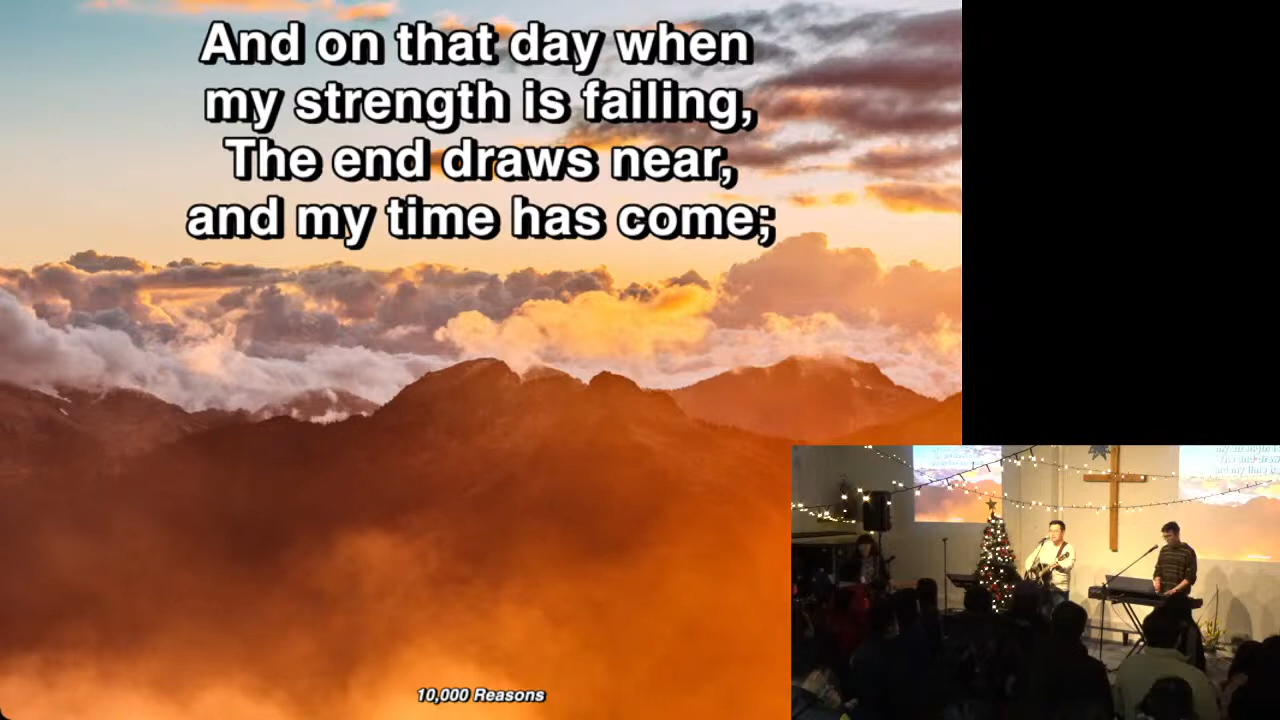 And on that day when
my strength is failing,
The end draws near,
and my time has come;
10,000 Reasons